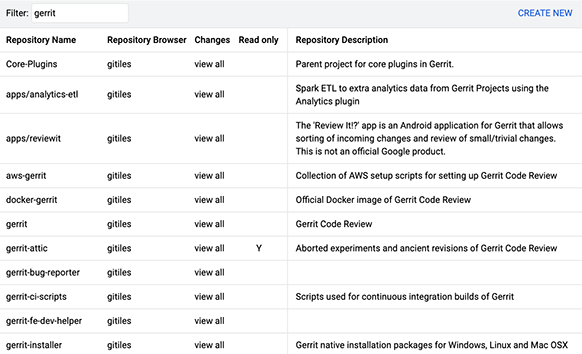 Filter: gerrit CREATE NEW
Repository Name Repository Browser Changes Read only Repository Description
Core-Plugins gitiles view all Parent project for core plugins in Gerrit.
apps/analytics-etl gitiles view all Spark ETL to extra analytics data from Gerrit Projects using the
Analytics plugin
apps/reviewit gitiles view all The 'Review It!?' app is an Android application for Gerrit that allows
sorting of incoming changes and review of small/trivial changes.
This is not an official Google product.
aws-gerrit gitiles view all Collection of AWS setup scripts for setting up Gerrit Code Review
docker-gerrit gitiles view all Official Docker image of Gerrit Code Review
gerrit gitiles view all Gerrit Code Review
gerrit-attic gitiles view all Y Aborted experiments and ancient revisions of Gerrit Code Review
gerrit-bug-reporter gitiles view all
gerrit-ci-scripts gitiles view all Scripts used for continuous integration builds of Gerrit
gerrit-fe-dev-helper gitiles view all
gerrit-installer gitiles view all Gerrit native installation packages for Windows, Linux and Mac OSX